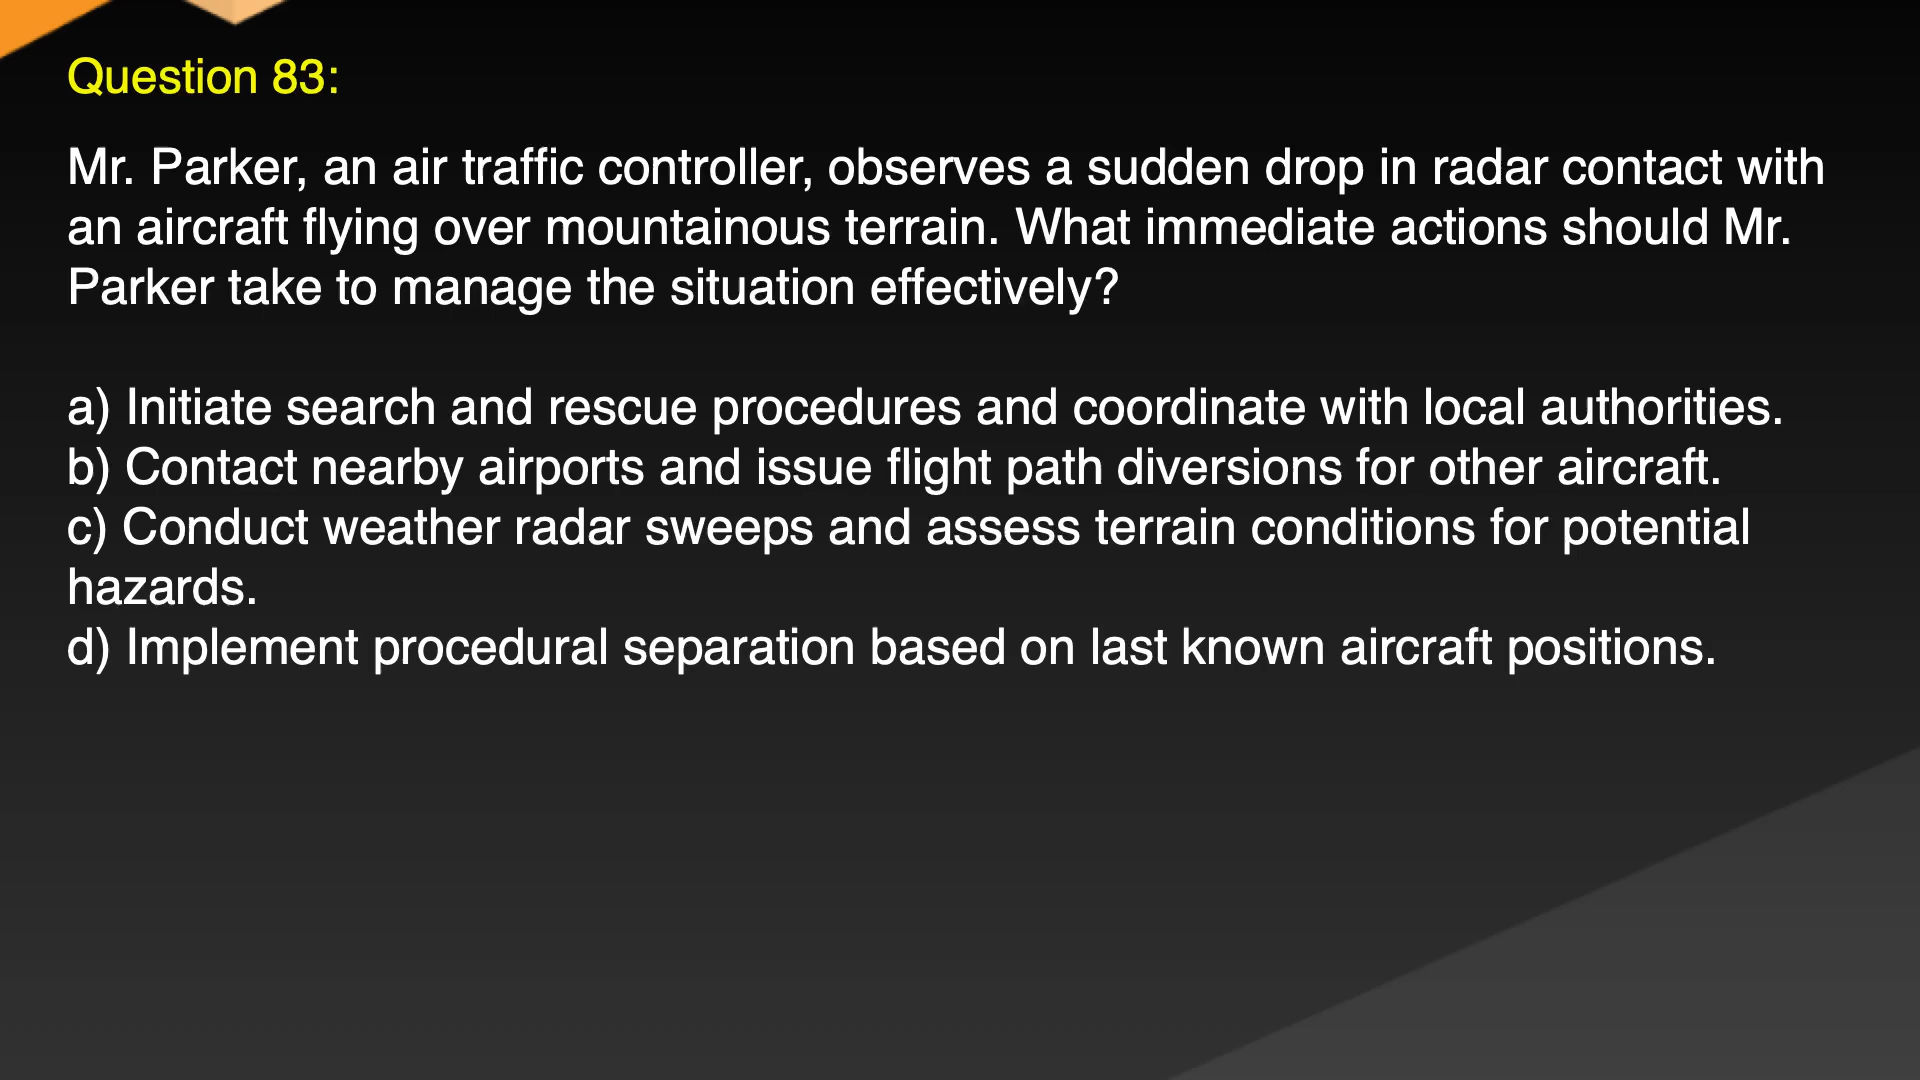 Question 83:
Mr. Parker, an air traffic controller, observes a sudden drop in radar contact with
an aircraft flying over mountainous terrain. What immediate actions should Mr.
Parker take to manage the situation effectively?
a) Initiate search and rescue procedures and coordinate with local authorities.
b) Contact nearby airports and issue flight path diversions for other aircraft.
c) Conduct weather radar sweeps and assess terrain conditions for potential
hazards.
d) Implement procedural separation based on last known aircraft positions.